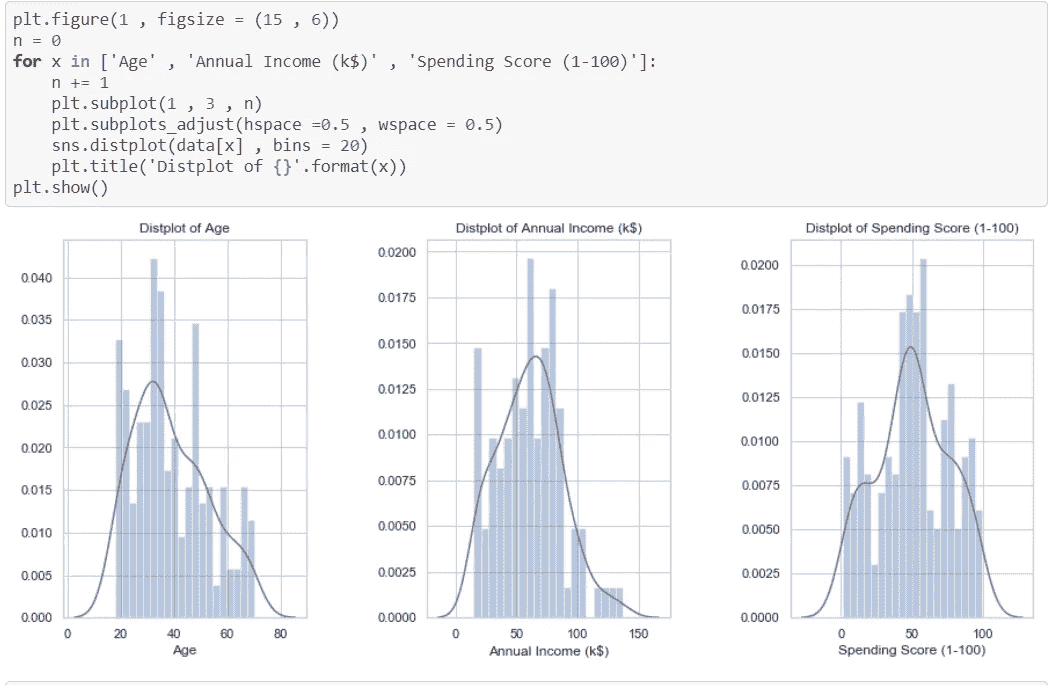 plt.figure(1 , figsize = (15 , 6))
n = 0
for x in ['Age' , 'Annual Income (k$)' , 'Spending Score (1-100)']:
    n += 1
    plt.subplot(1 , 3 , n)
    plt.subplots_adjust(hspace =0.5 , wspace = 0.5)
    sns.distplot(data[x] , bins = 20)
    plt.title('Distplot of {}'.format(x))
plt.show()
Distplot of Age
0.040
0.035
0.030
0.025
0.020
0.015
0.010
0.005
0.000
0 20 40 60 80
Age
Distplot of Annual Income (k$)
0.0200
0.0175
0.0150
0.0125
0.0100
0.0075
0.0050
0.0025
0.0000
0 50 100 150
Annual Income (k$)
Distplot of Spending Score (1-100)
0.0200
0.0175
0.0150
0.0125
0.0100
0.0075
0.0050
0.0025
0.0000
0 50 100
Spending Score (1-100)